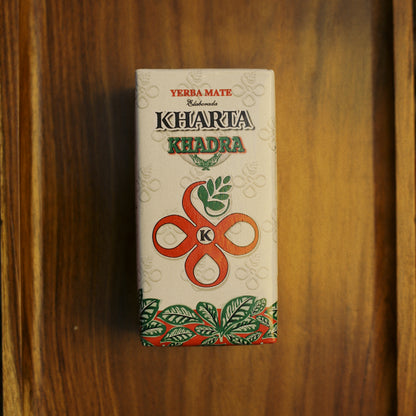 YERBA MATE
Elaborada
KHARTA
KHADRA
K